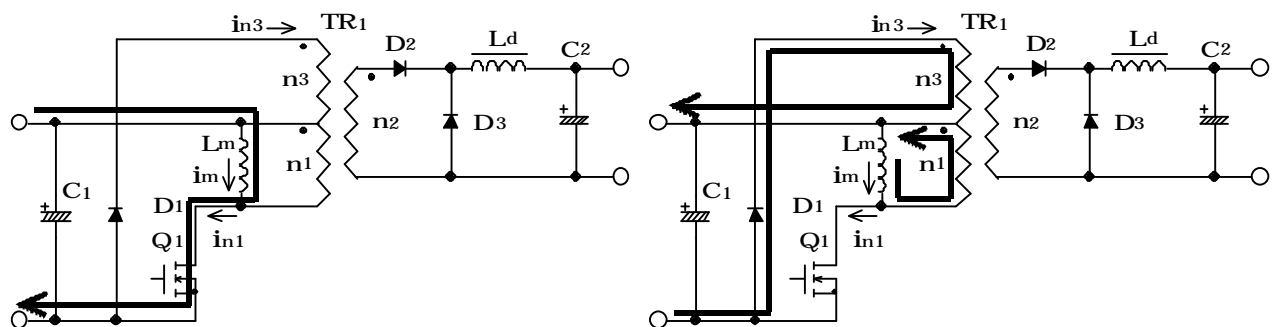 in3 TR1
D2 Ld C2
n3
+
n2 D3
Lm
n1
im
C1
+
D1
in1
Q1
in3 TR1
D2 Ld C2
n3
+
n2 D3
Lm
n1
im
C1
+
D1
in1
Q1